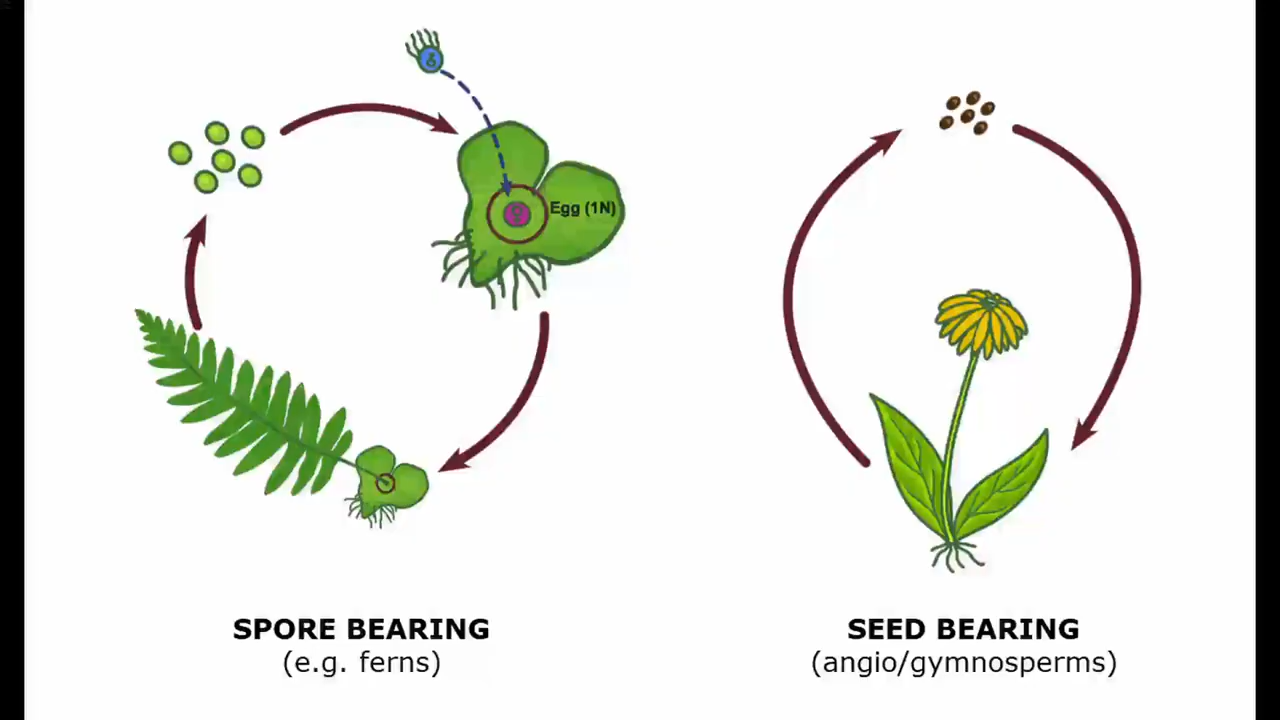 Egg (1N)
SPORE BEARING
(e.g. ferns)
SEED BEARING
(angio/gymnosperms)